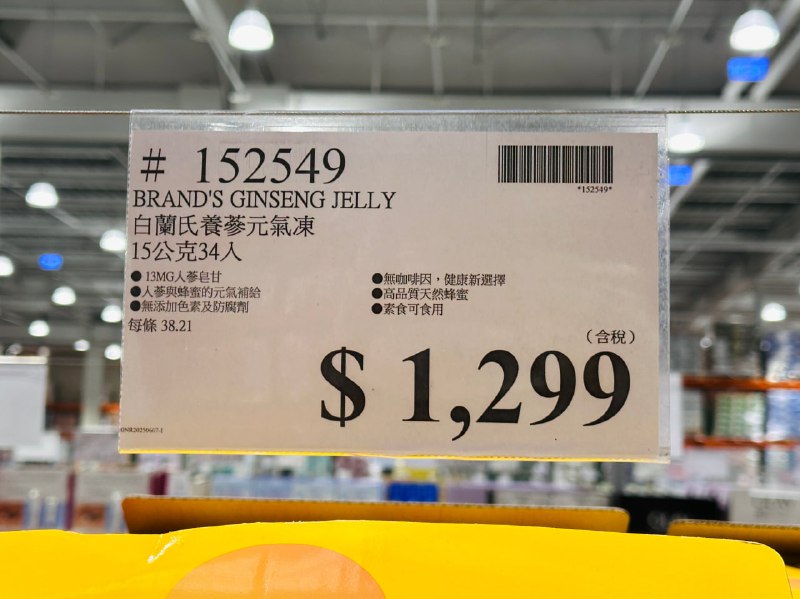 # 152549
*152549*
BRAND'S GINSENG JELLY
白蘭氏養蔘元氣凍
15公克34入
●13MG人蔘皂甘
●人蔘與蜂蜜的元氣補給
●無添加色素及防腐劑
●無咖啡因，健康新選擇
●高品質天然蜂蜜
●素食可食用
每條 38.21
（含稅）
$ 1,299